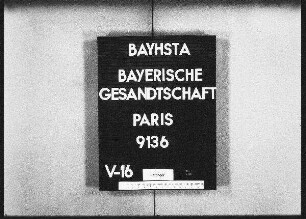 BAYHSTA
BAYERISCHE
GESANDTSCHAFT
PARIS
9136
V-16